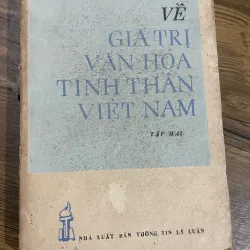 VỀ
GIÁ TRỊ
VĂN HÓA
TINH THẦN
VIỆT NAM
TẬP HAI
NHÀ XUẤT BẢN THÔNG TIN LÝ LUẬN